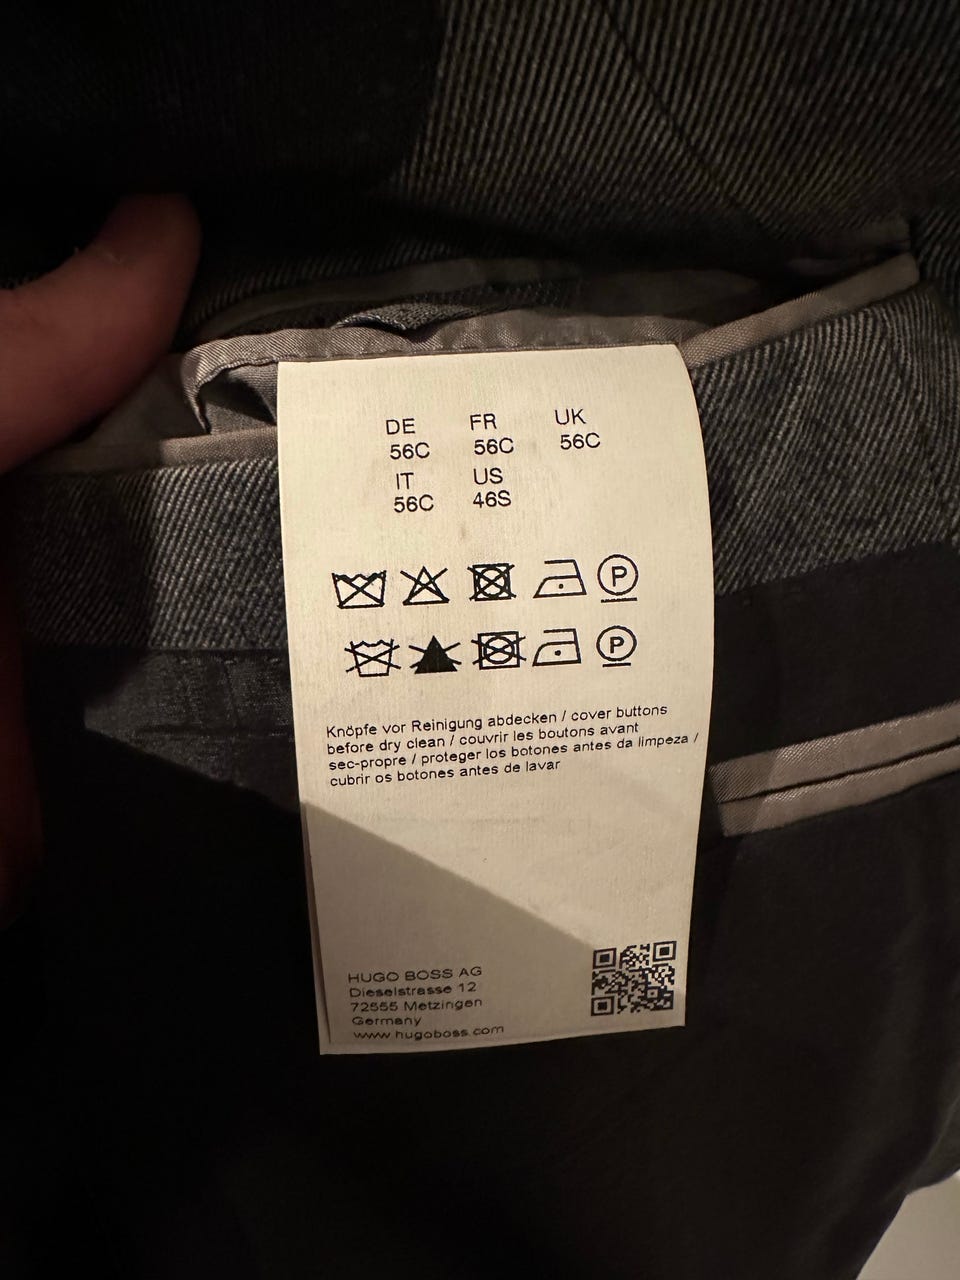 DE FR UK
56C 56C 56C
IT US
56C 46S
P
P
Knöpfe vor Reinigung abdecken / cover buttons
before dry clean / couvrir les boutons avant
sec-propre / proteger los botones antes da limpeza /
cubrir os botones antes de lavar
HUGO BOSS AG
Dieselstrasse 12
72555 Metzingen
Germany
www.hugoboss.com